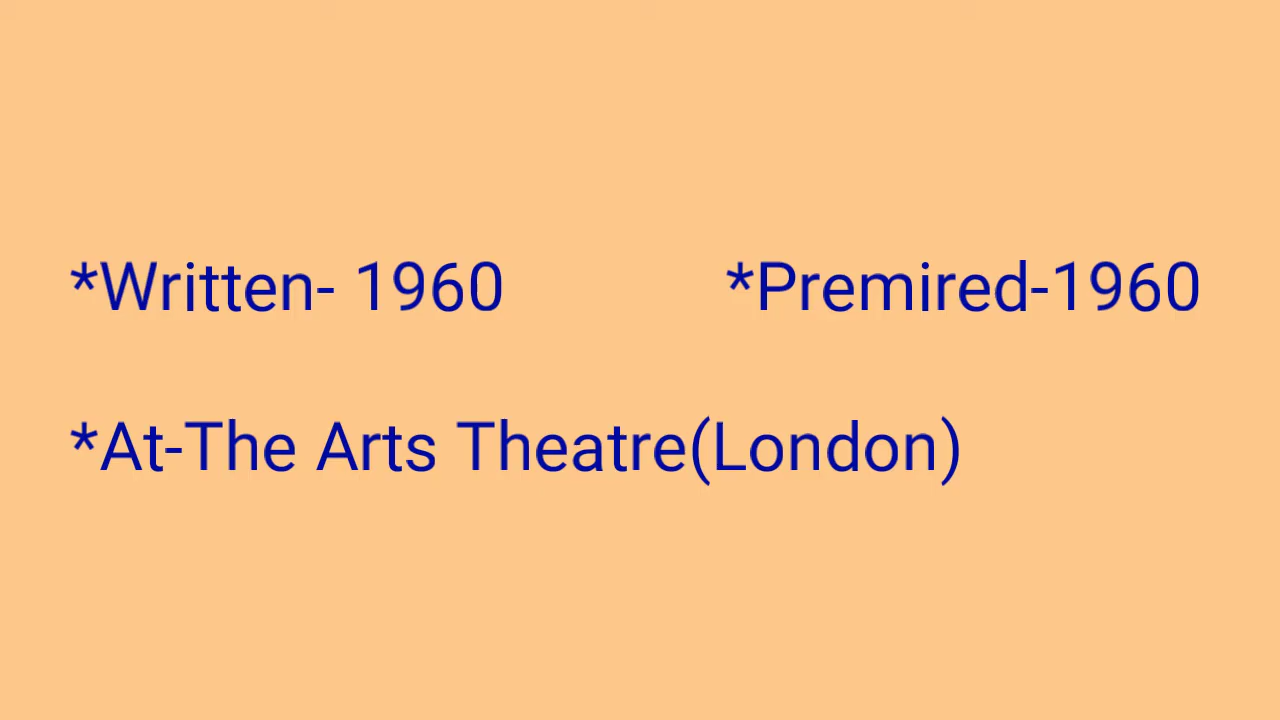 *Written- 1960 *Premired-1960
*At-The Arts Theatre(London)